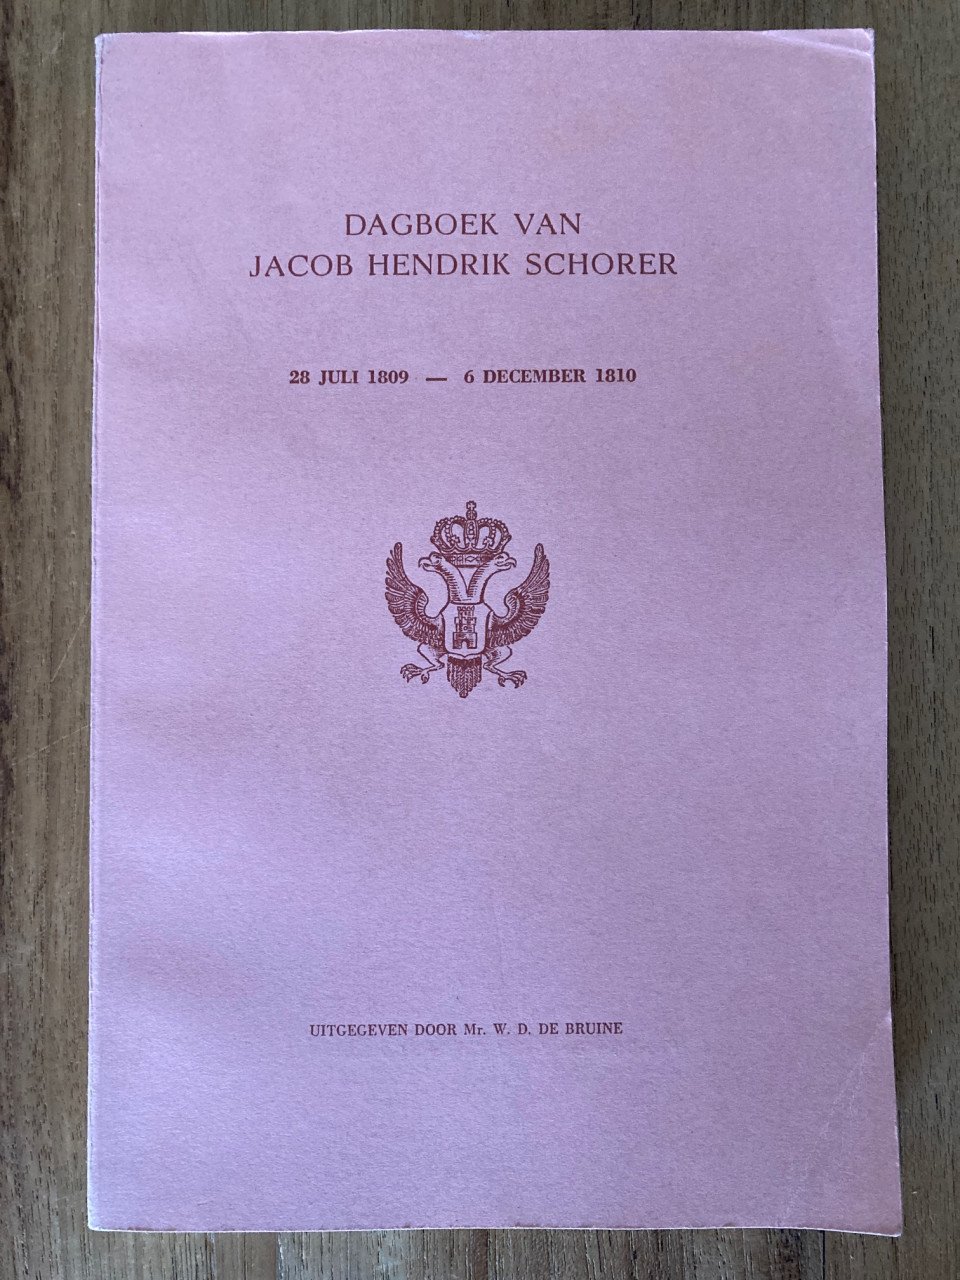 DAGBOEK VAN
JACOB HENDRIK SCHORER
28 JULI 1809 — 6 DECEMBER 1810
UITGEGEVEN DOOR Mr. W. D. DE BRUINE